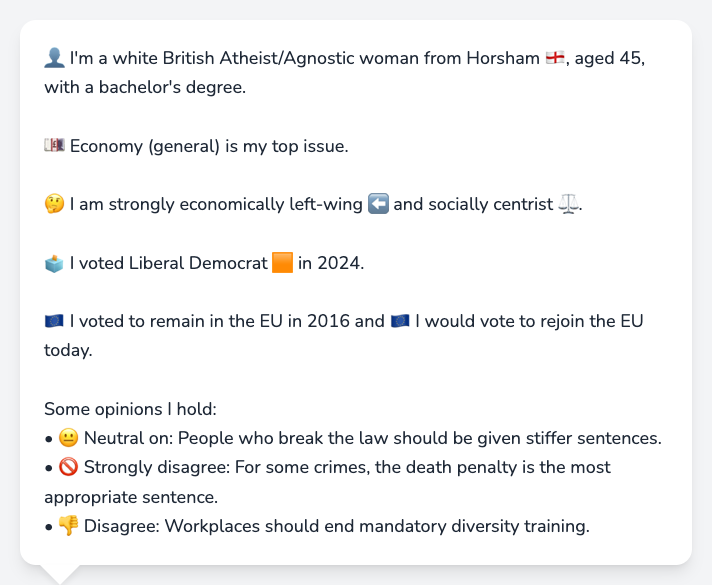 👤 I'm a white British Atheist/Agnostic woman from Horsham 🏴󠁧󠁢󠁥󠁮󠁧󠁿, aged 45,
with a bachelor's degree.
💷 Economy (general) is my top issue.
🤔 I am strongly economically left-wing ⬅️ and socially centrist ⚖️.
🗳️ I voted Liberal Democrat 🟧 in 2024.
🇪🇺 I voted to remain in the EU in 2016 and 🇪🇺 I would vote to rejoin the EU
today.
Some opinions I hold:
• 😐 Neutral on: People who break the law should be given stiffer sentences.
• 🚫 Strongly disagree: For some crimes, the death penalty is the most
appropriate sentence.
• 👎 Disagree: Workplaces should end mandatory diversity training.